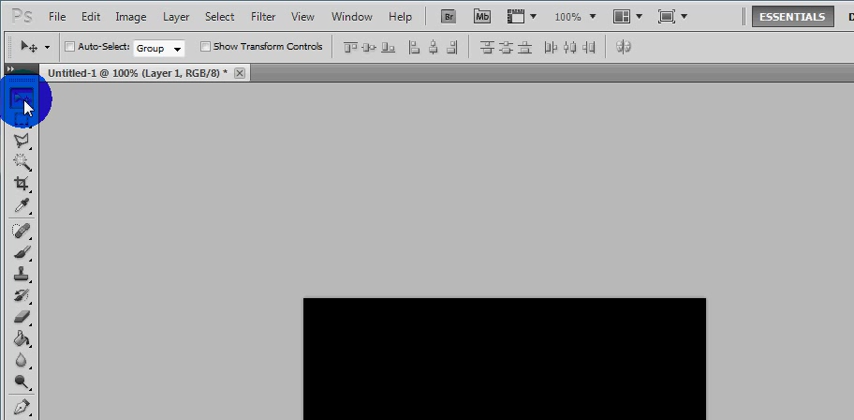 Ps File Edit Image Layer Select Filter View Window Help Br Mb 100% ESSENTIALS D
Auto-Select: Group Show Transform Controls
Untitled-1 @ 100% (Layer 1, RGB/8) *